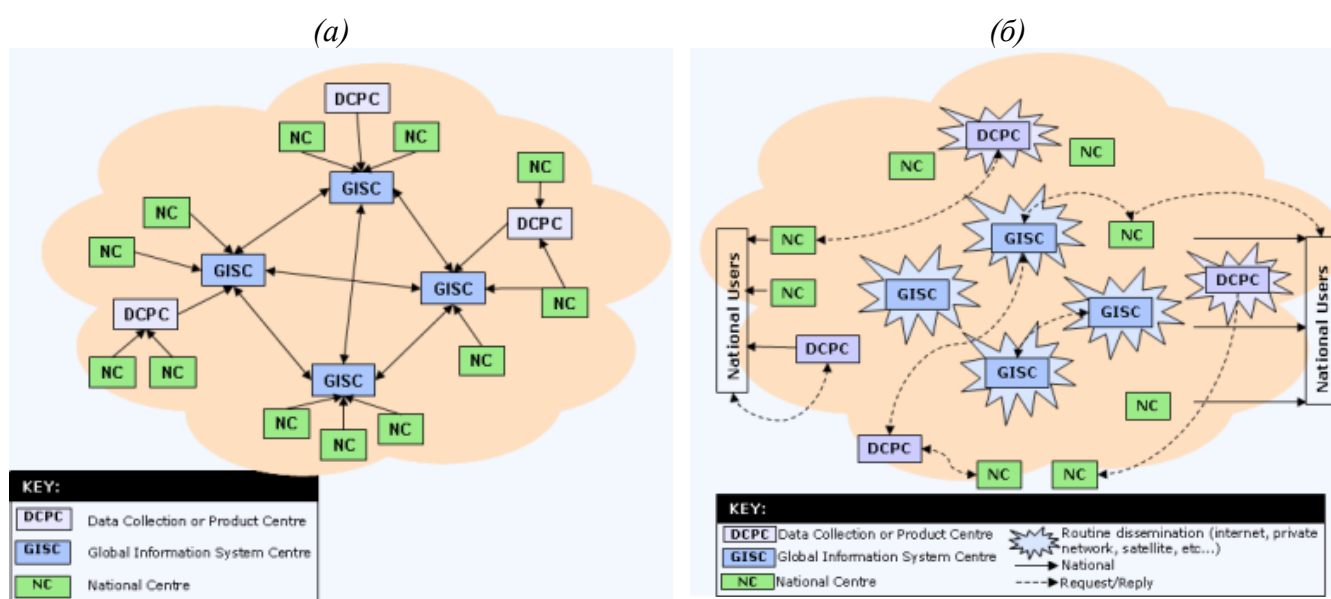 (а)
DCPC
NC
NC
GISC
NC
DCPC
NC
NC
GISC
GISC
NC
DCPC
NC
NC
NC
GISC
NC
NC
NC
KEY:
DCPC Data Collection or Product Centre
GISC Global Information System Centre
NC National Centre
(б)
DCPC
NC
NC
National Users
NC
GISC
NC
National Users
NC
GISC
DCPC
GISC
DCPC
GISC
NC
DCPC
NC
NC
KEY:
DCPC Data Collection or Product Centre
GISC Global Information System Centre
NC National Centre
Routine dissemination (internet, private
network, satellite, etc...)
National
Request/Reply